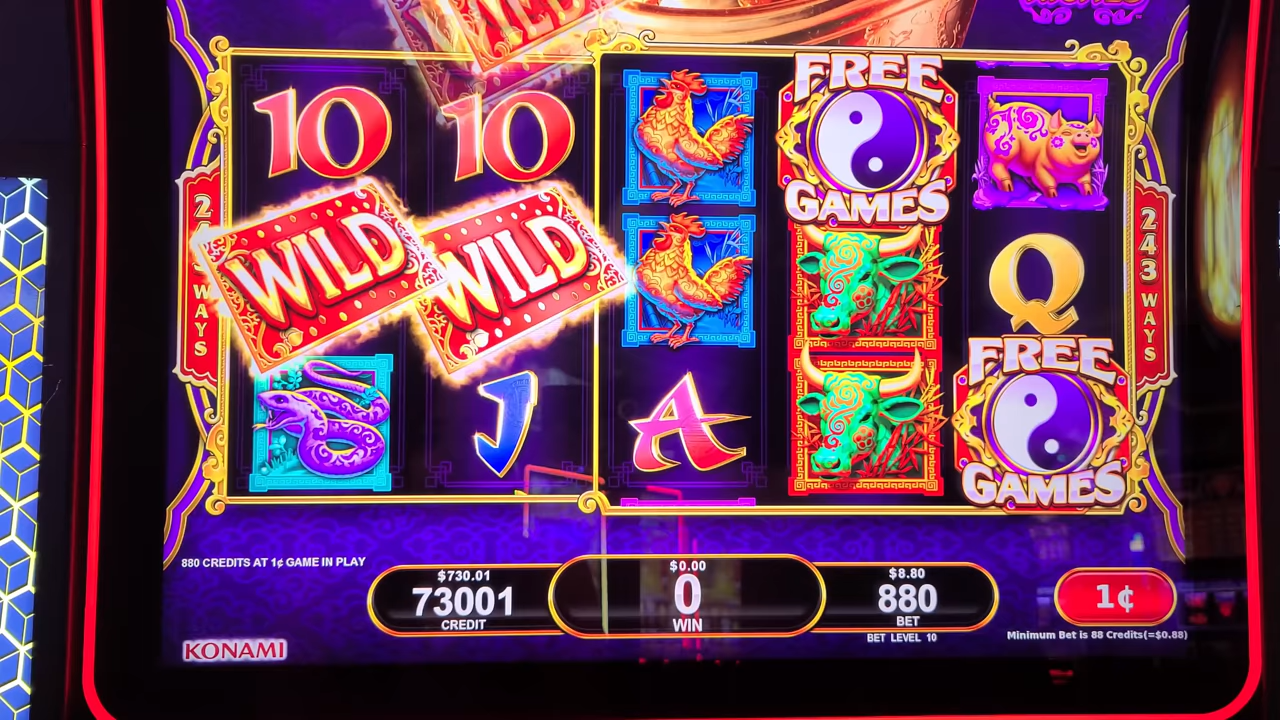 WILD
RICHES
10
10
FREE
GAMES
WILD
WILD
243 WAYS
Q
J
A
FREE
GAMES
880 CREDITS AT 1¢ GAME IN PLAY
$730.01
73001
CREDIT
$0.00
0
WIN
$8.80
880
BET
BET LEVEL 10
1¢
Minimum Bet is 88 Credits(=$0.88)
KONAMI